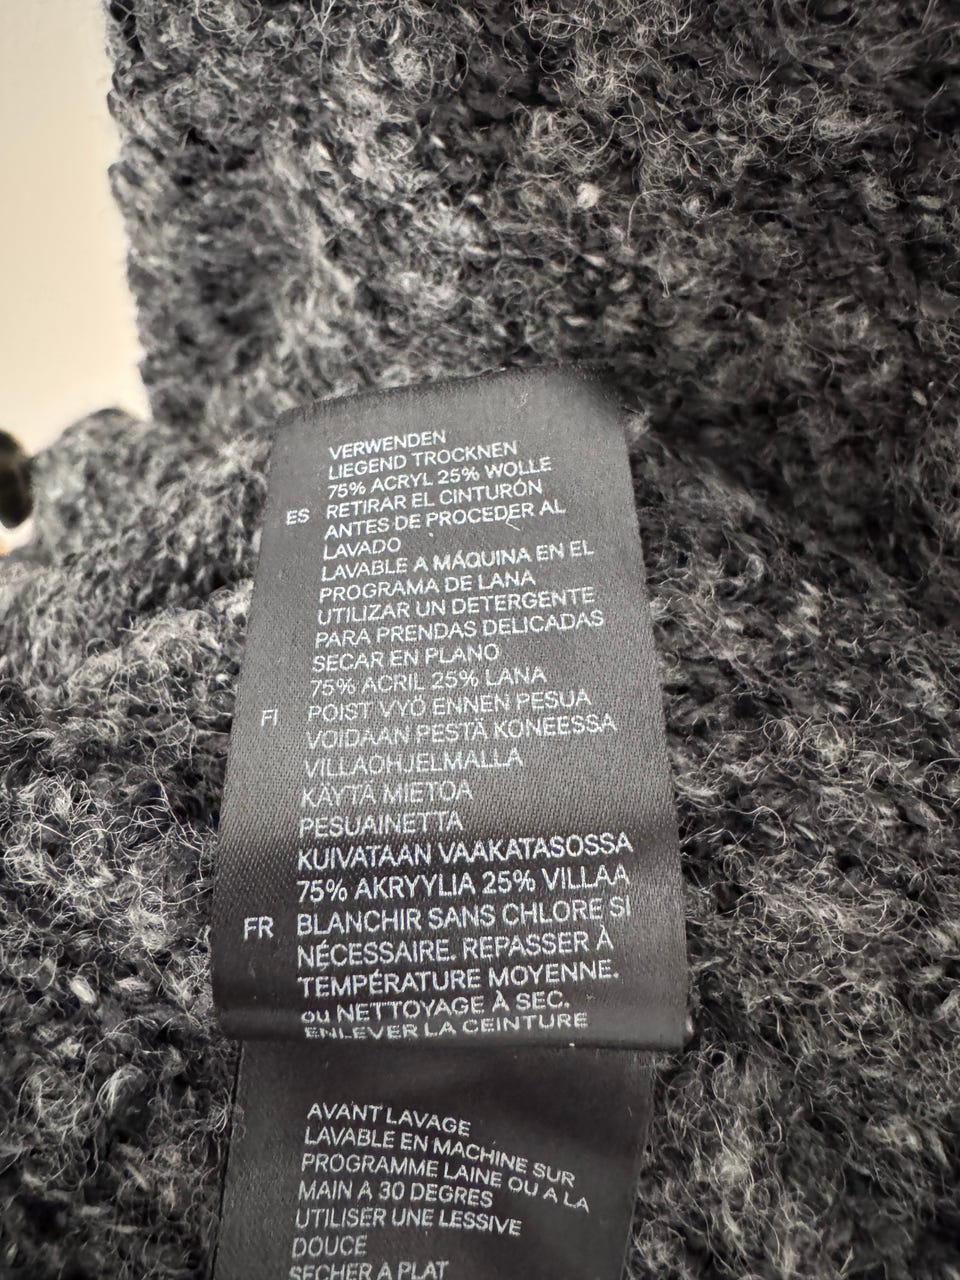 VERWENDEN
LIEGEND TROCKNEN
75% ACRYL 25% WOLLE
ES RETIRAR EL CINTURÓN
ANTES DE PROCEDER AL
LAVADO
LAVABLE A MÁQUINA EN EL
PROGRAMA DE LANA
UTILIZAR UN DETERGENTE
PARA PRENDAS DELICADAS
SECAR EN PLANO
75% ACRIL 25% LANA
FI POIST VYÖ ENNEN PESUA
VOIDAAN PESTÄ KONEESSA
VILLAOHJELMALLA
KÄYTÄ MIETOA
PESUAINETTA
KUIVATAAN VAAKATASOSSA
75% AKRYYLIA 25% VILLAA
FR BLANCHIR SANS CHLORE SI
NÉCESSAIRE. REPASSER À
TEMPÉRATURE MOYENNE.
ou NETTOYAGE À SEC.
ENLEVER LA CEINTURE
AVANT LAVAGE
LAVABLE EN MACHINE SUR
PROGRAMME LAINE OU A LA
MAIN A 30 DEGRES
UTILISER UNE LESSIVE
DOUCE
SECHER A PLAT